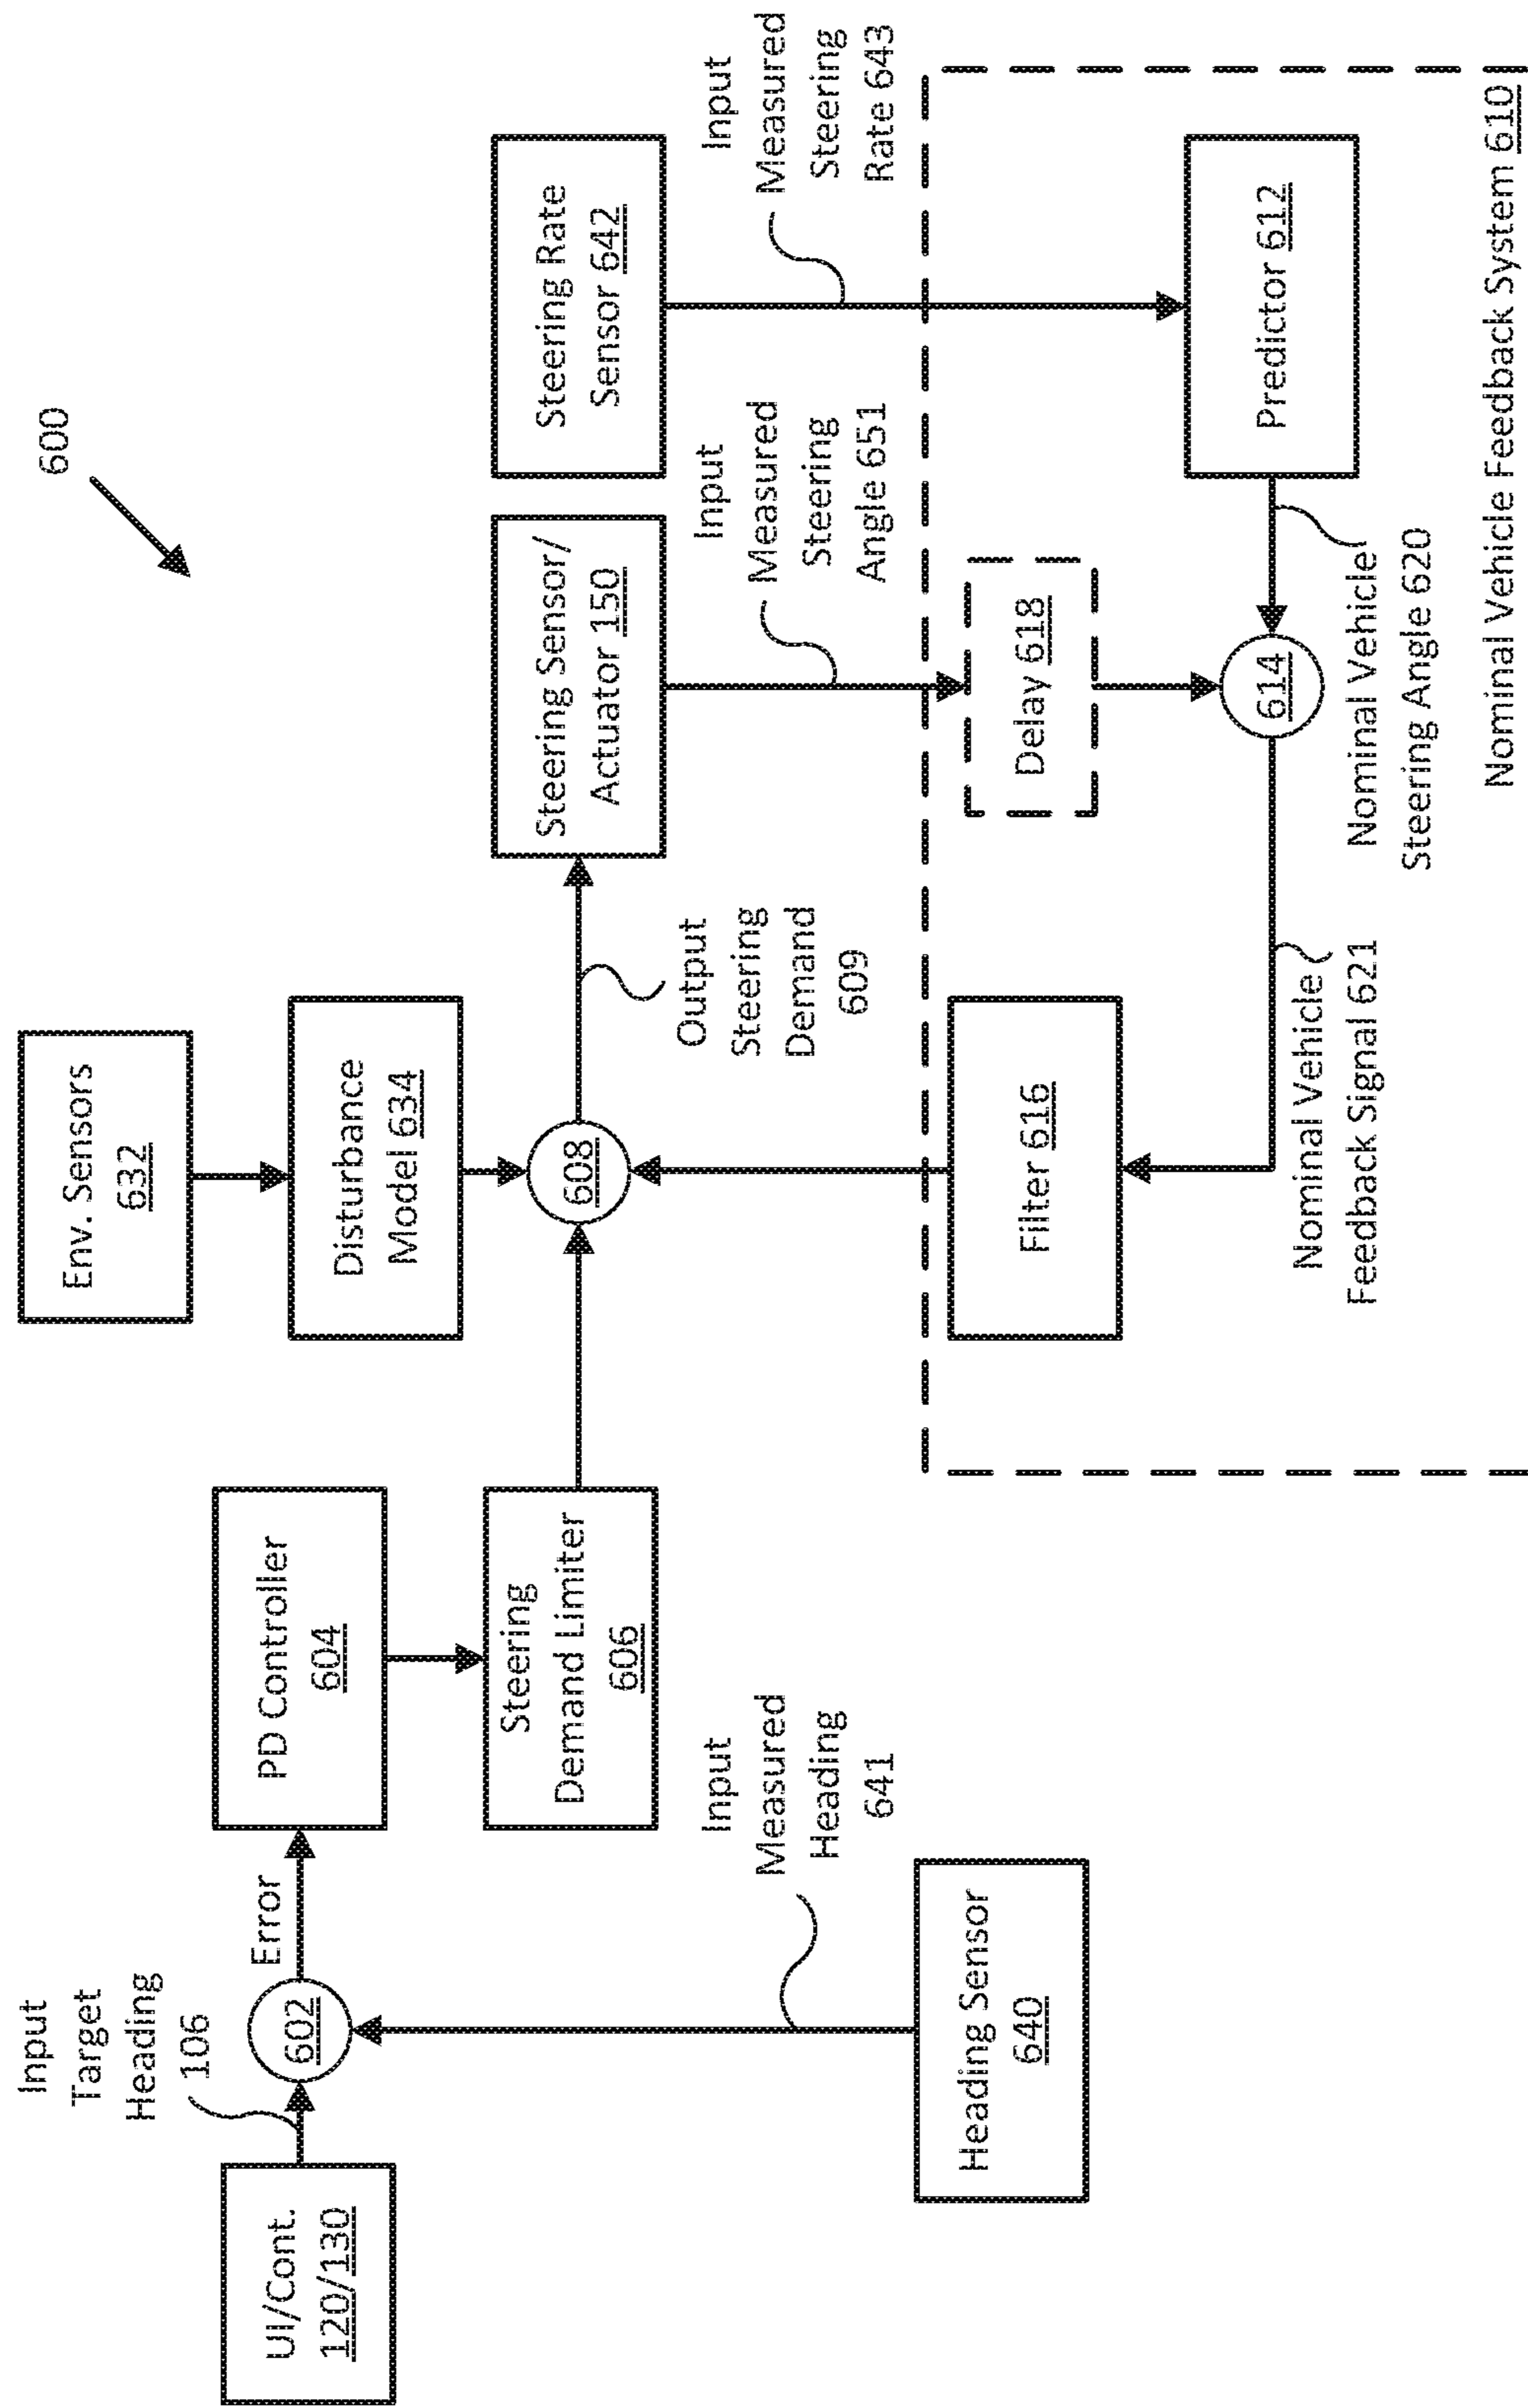 600
Env. Sensors
632
Input
Target
Heading
106
UI/Cont.
120/130
602
Error
PD Controller
604
Disturbance
Model 634
Steering
Demand Limiter
606
608
Steering Sensor/
Actuator 150
Steering Rate
Sensor 642
Output
Steering
Demand
609
Input
Measured
Heading
641
Input
Measured
Steering
Angle 651
Input
Measured
Steering
Rate 643
Heading Sensor
640
Filter 616
Delay 618
614
Predictor 612
Nominal Vehicle
Feedback Signal 621
Nominal Vehicle
Steering Angle 620
Nominal Vehicle Feedback System 610